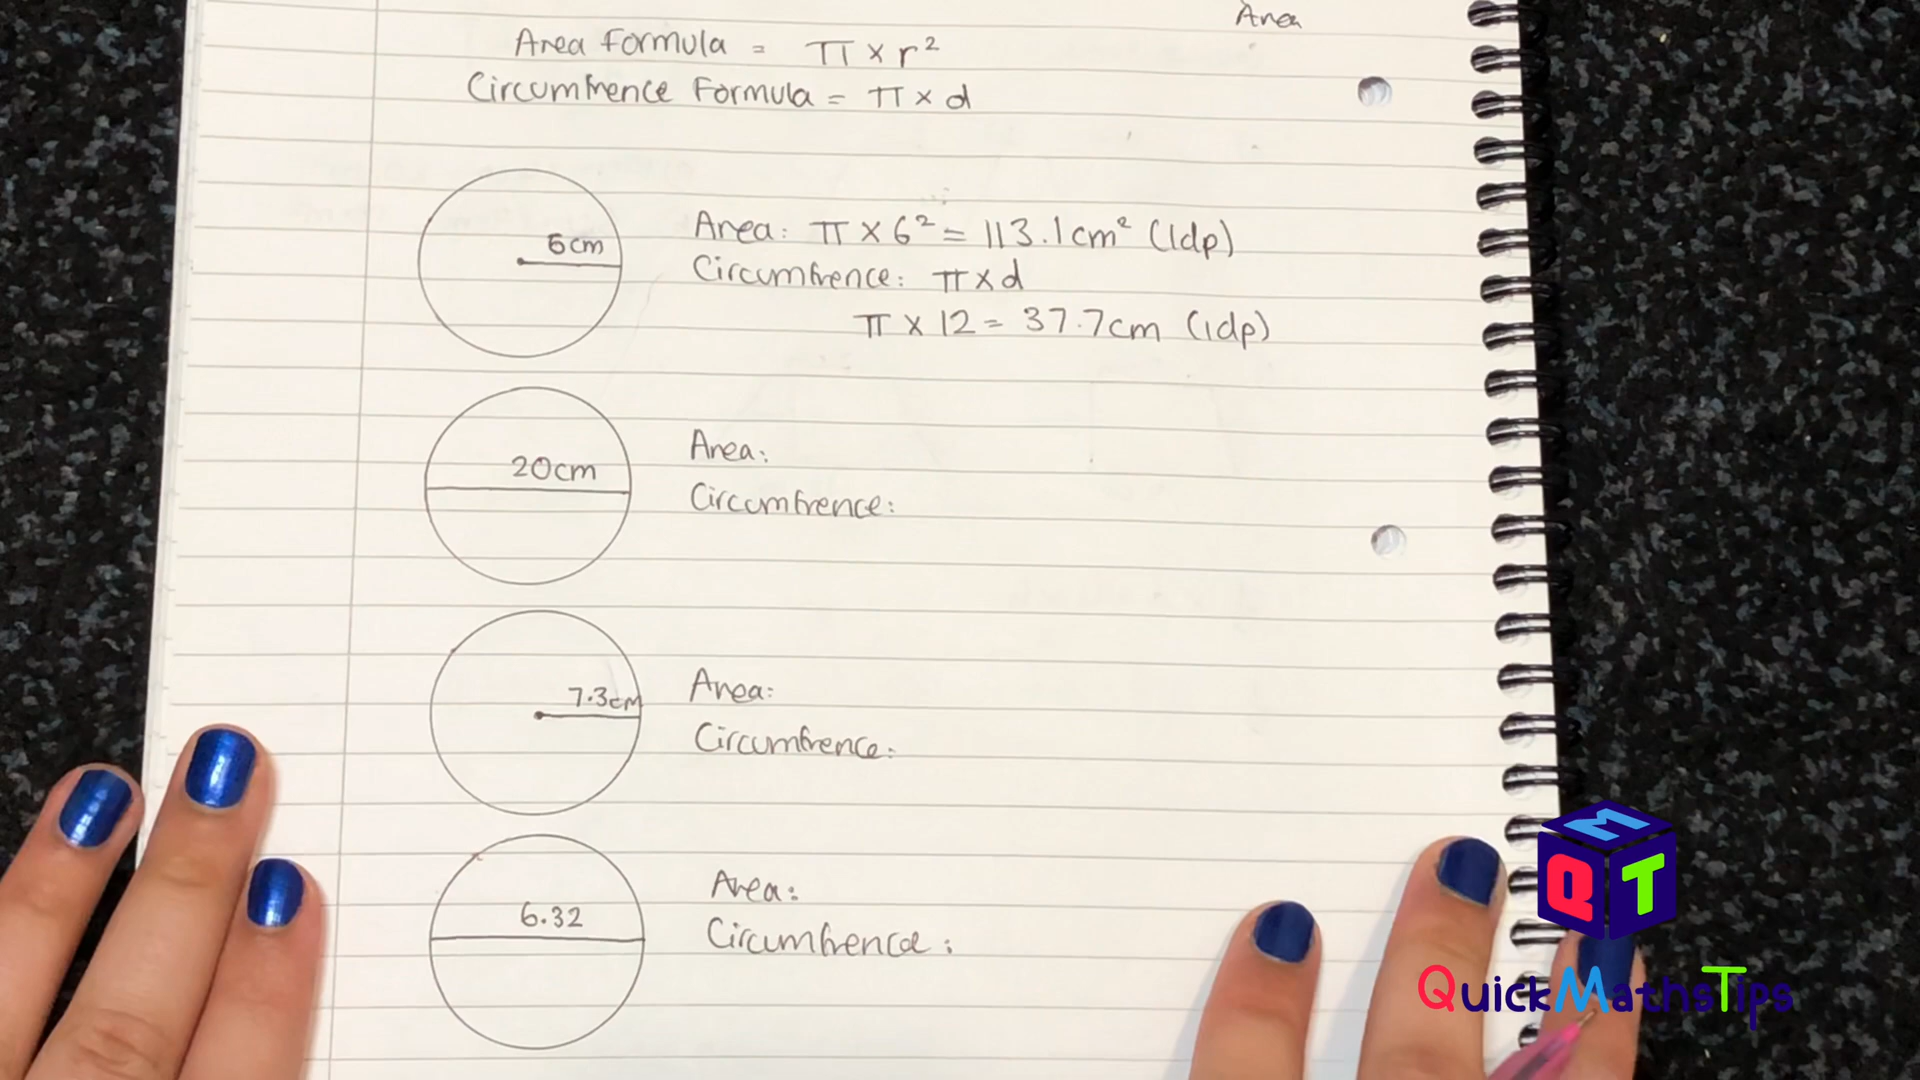 Area
Area Formula = π × r²
Circumfrence Formula = π × d
6cm
Area: π × 6² = 113.1cm² (1dp)
Circumfrence: π × d
π × 12 = 37.7cm (1dp)
20cm
Area:
Circumfrence:
7.3cm
Area:
Circumfrence:
6.32
Area:
Circumfrence:
M
Q T
QuickMathsTips